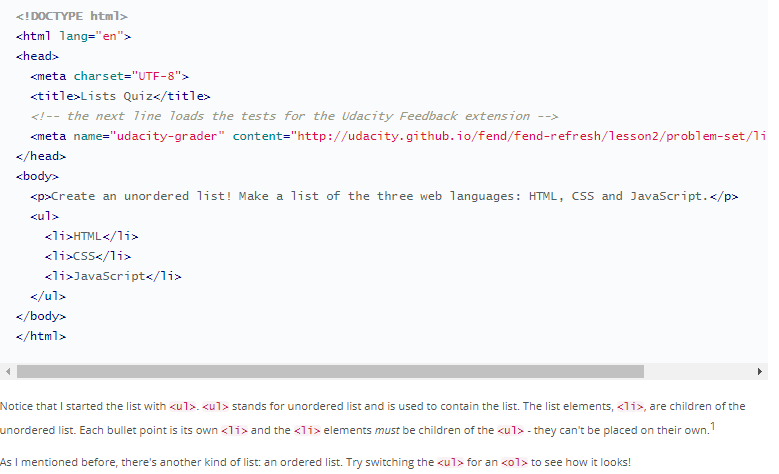 <!DOCTYPE html>
<html lang="en">
<head>
  <meta charset="UTF-8">
  <title>Lists Quiz</title>
  <!-- the next line loads the tests for the Udacity Feedback extension -->
  <meta name="udacity-grader" content="http://udacity.github.io/fend/fend-refresh/lesson2/problem-set/li
</head>
<body>
  <p>Create an unordered list! Make a list of the three web languages: HTML, CSS and JavaScript.</p>
  <ul>
    <li>HTML</li>
    <li>CSS</li>
    <li>JavaScript</li>
  </ul>
</body>
</html>
Notice that I started the list with <ul>. <ul> stands for unordered list and is used to contain the list. The list elements, <li>, are children of the
unordered list. Each bullet point is its own <li> and the <li> elements must be children of the <ul> - they can't be placed on their own.1
As I mentioned before, there's another kind of list: an ordered list. Try switching the <ul> for an <ol> to see how it looks!